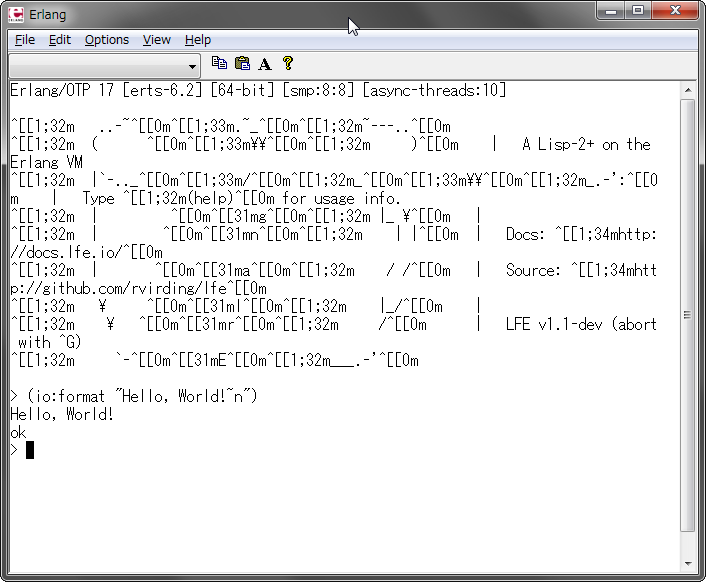 Erlang
File Edit Options View Help
Erlang/OTP 17 [erts-6.2] [64-bit] [smp:8:8] [async-threads:10]
^[[1;32m   ..-~^[[0m^[[1;33m.~_^[[0m^[[1;32m~---..^[[0m
^[[1;32m  (      ^[[0m^[[1;33m¥¥^[[0m^[[1;32m     )^[[0m    |   A Lisp-2+ on the
Erlang VM
^[[1;32m  |`-.._^[[0m^[[1;33m/^[[0m^[[1;32m_^[[0m^[[1;33m¥¥^[[0m^[[1;32m_.-':^[[0
m    |   Type ^[[1;32m(help)^[[0m for usage info.
^[[1;32m  |         ^[[0m^[[31mg^[[0m^[[1;32m |_ ¥^[[0m   |
^[[1;32m  |        ^[[0m^[[31mn^[[0m^[[1;32m    | |^[[0m  |   Docs: ^[[1;34mhttp:
//docs.lfe.io/^[[0m
^[[1;32m  |       ^[[0m^[[31ma^[[0m^[[1;32m    / /^[[0m   |   Source: ^[[1;34mhtt
p://github.com/rvirding/lfe^[[0m
^[[1;32m   ¥     ^[[0m^[[31ml^[[0m^[[1;32m    |_/^[[0m    |
^[[1;32m    ¥   ^[[0m^[[31mr^[[0m^[[1;32m     /^[[0m      |   LFE v1.1-dev (abort
 with ^G)
^[[1;32m     `-^[[0m^[[31mE^[[0m^[[1;32m___.-'^[[0m
> (io:format "Hello, World!~n")
Hello, World!
ok
>